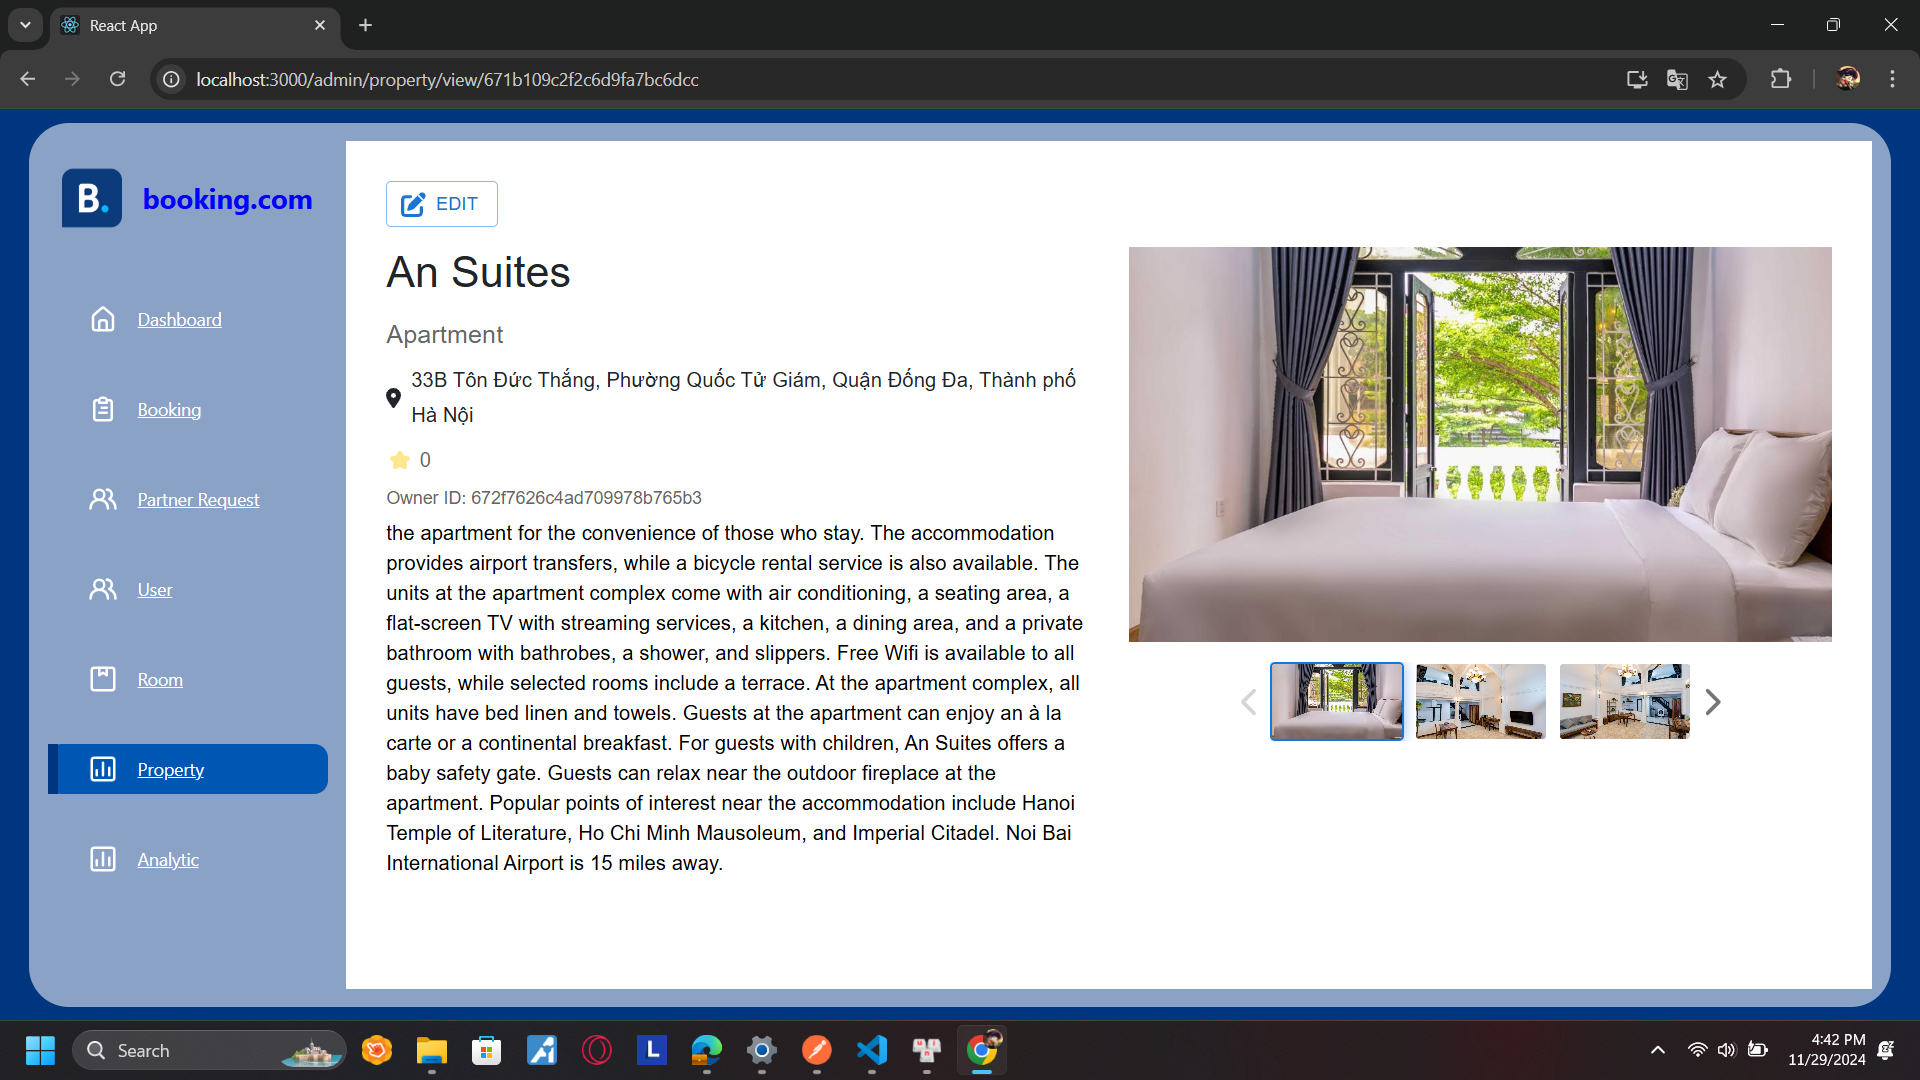 React App
localhost:3000/admin/property/view/671b109c2f2c6d9fa7bc6dcc
B.
booking.com
Dashboard
Booking
Partner Request
User
Room
Property
Analytic
EDIT
An Suites
Apartment
33B Tôn Đức Thắng, Phường Quốc Tử Giám, Quận Đống Đa, Thành phố
Hà Nội
0
Owner ID: 672f7626c4ad709978b765b3
the apartment for the convenience of those who stay. The accommodation
provides airport transfers, while a bicycle rental service is also available. The
units at the apartment complex come with air conditioning, a seating area, a
flat-screen TV with streaming services, a kitchen, a dining area, and a private
bathroom with bathrobes, a shower, and slippers. Free Wifi is available to all
guests, while selected rooms include a terrace. At the apartment complex, all
units have bed linen and towels. Guests at the apartment can enjoy an à la
carte or a continental breakfast. For guests with children, An Suites offers a
baby safety gate. Guests can relax near the outdoor fireplace at the
apartment. Popular points of interest near the accommodation include Hanoi
Temple of Literature, Ho Chi Minh Mausoleum, and Imperial Citadel. Noi Bai
International Airport is 15 miles away.
Search
L
4:42 PM
11/29/2024